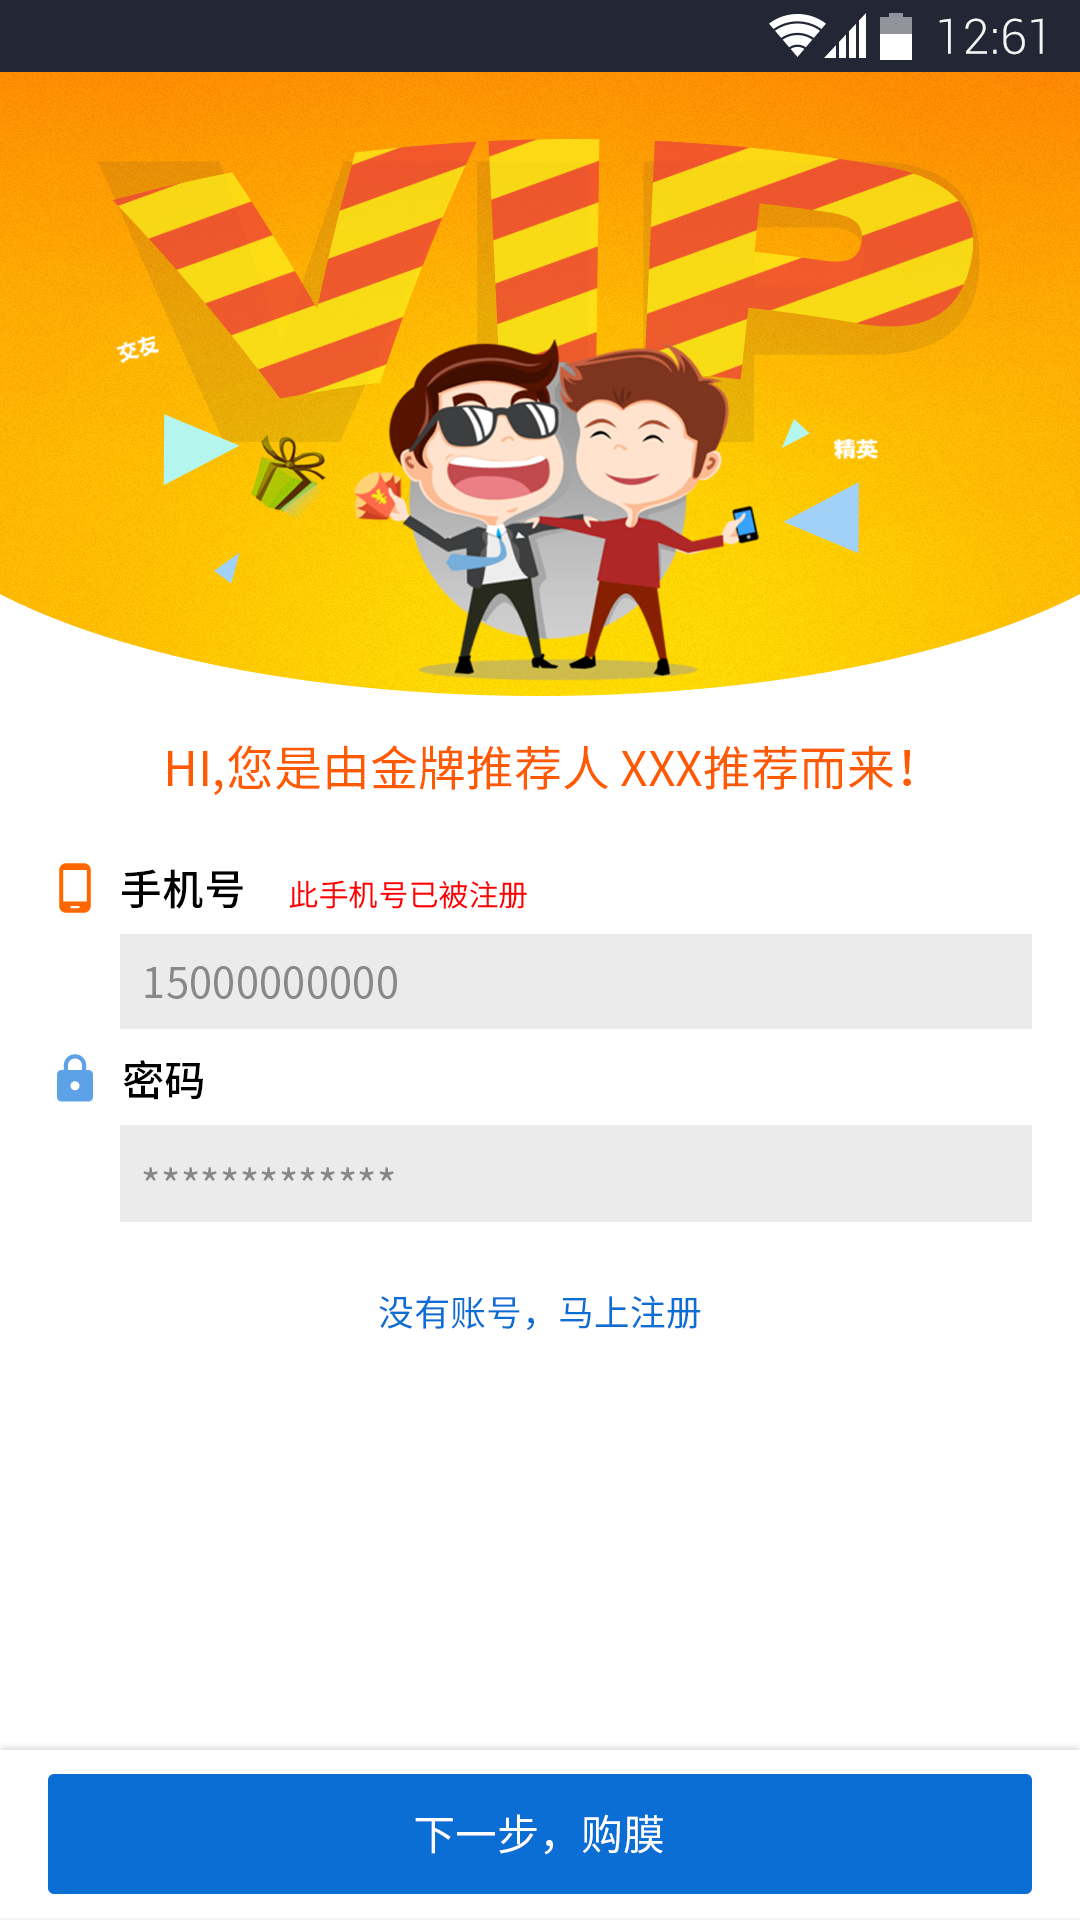 12:61
VIP
交友
精英
¥
HI,您是由金牌推荐人 XXX推荐而来！
手机号 此手机号已被注册
15000000000
密码
*************
没有账号，马上注册
下一步，购膜